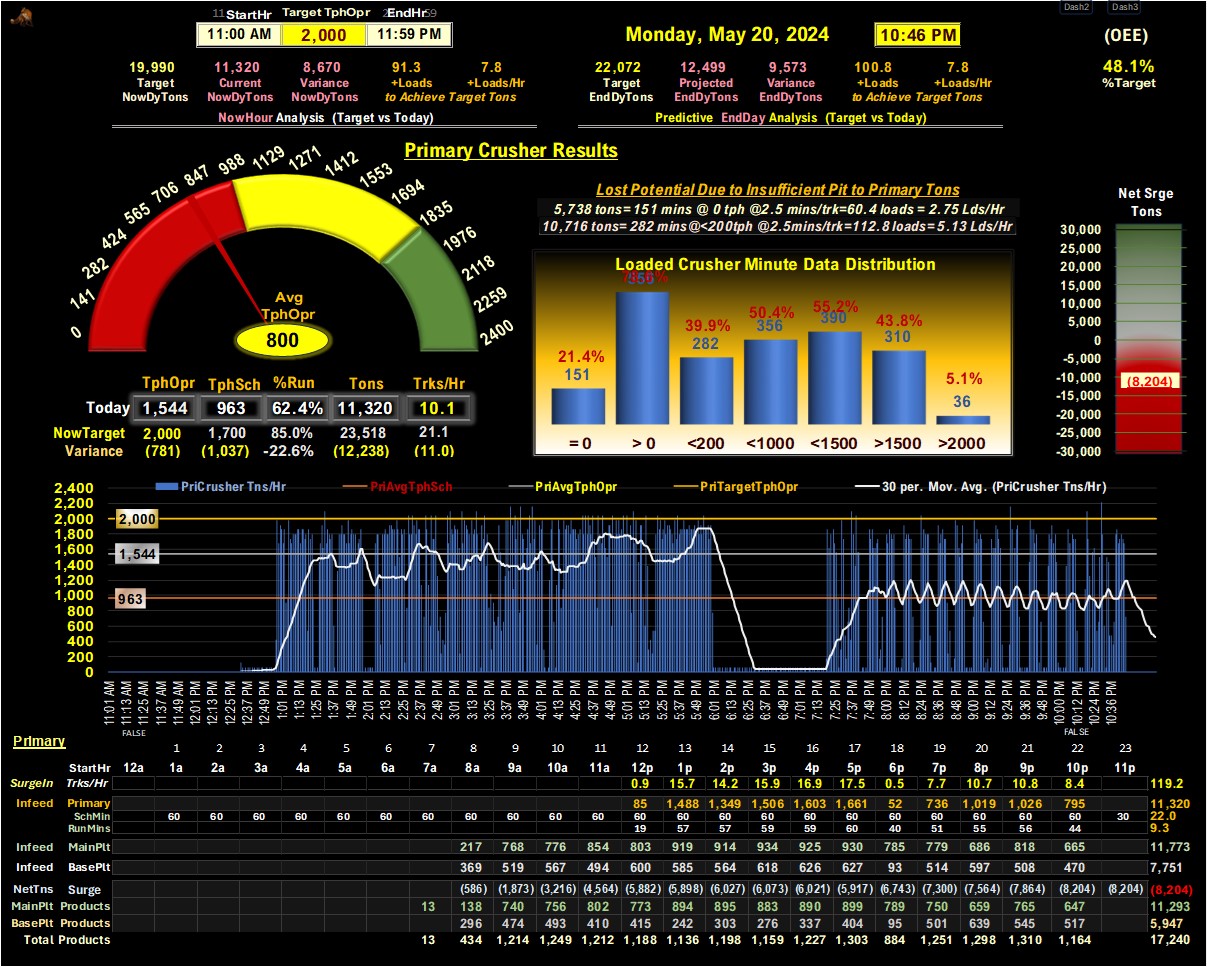 Dash2 Dash3
StartHr Target TphOpr EndHr
11:00 AM 2,000 11:59 PM
Monday, May 20, 2024 10:46 PM (OEE)
19,990 11,320 8,670 91.3 7.8
Target Current Variance +Loads +Loads/Hr
NowDyTons NowDyTons NowDyTons to Achieve Target Tons
NowHour Analysis (Target vs Today)
22,072 12,499 9,573 100.8 7.8
Target Projected Variance +Loads +Loads/Hr
EndDyTons EndDyTons EndDyTons to Achieve Target Tons
Predictive EndDay Analysis (Target vs Today)
48.1%
%Target
Primary Crusher Results
0 141 282 424 565 706 847 988 1129 1271 1412 1553 1694 1835 1976 2118 2259 2400
Avg
TphOpr
800
TphOpr TphSch %Run Tons Trks/Hr
Today 1,544 963 62.4% 11,320 10.1
NowTarget 2,000 1,700 85.0% 23,518 21.1
Variance (781) (1,037) -22.6% (12,238) (11.0)
Lost Potential Due to Insufficient Pit to Primary Tons
5,738 tons=151 mins @ 0 tph @2.5 mins/trk=60.4 loads = 2.75 Lds/Hr
10,716 tons=282 mins@<200tph @2.5mins/trk=112.8 loads=5.13 Lds/Hr
Loaded Crusher Minute Data Distribution
21.4% 39.9% 50.4% 55.2% 43.8% 5.1%
151 282 356 390 310 36
=0 >0 <200 <1000 <1500 >1500 >2000
Net Srge
Tons
30,000
25,000
20,000
15,000
10,000
5,000
0
-5,000
-10,000
(8,204)
-15,000
-20,000
-25,000
-30,000
PriCrusher Tns/Hr PriAvgTphSch PriAvgTphOpr PriTargetTphOpr 30 per. Mov. Avg. (PriCrusher Tns/Hr)
2,400
2,200
2,000 2,000
1,800
1,600 1,544
1,400
1,200
1,000 963
800
600
400
200
0
11:01 AM 11:13 AM 11:25 AM 11:37 AM 11:49 AM 12:01 PM 12:13 PM 12:25 PM 12:37 PM 12:49 PM 1:01 PM 1:13 PM 1:25 PM 1:37 PM 1:49 PM 2:01 PM 2:13 PM 2:25 PM 2:37 PM 2:49 PM 3:01 PM 3:13 PM 3:25 PM 3:37 PM 3:49 PM 4:01 PM 4:13 PM 4:25 PM 4:37 PM 4:49 PM 5:01 PM 5:13 PM 5:25 PM 5:37 PM 5:49 PM 6:01 PM 6:13 PM 6:25 PM 6:37 PM 6:49 PM 7:01 PM 7:13 PM 7:25 PM 7:37 PM 7:49 PM 8:00 PM 8:12 PM 8:24 PM 8:36 PM 8:48 PM 9:00 PM 9:12 PM 9:24 PM 9:36 PM 9:48 PM 10:00 PM 10:12 PM 10:24 PM 10:36 PM
FALSE FALSE
Primary
1 2 3 4 5 6 7 8 9 10 11 12 13 14 15 16 17 18 19 20 21 22 23
StartHr 12a 1a 2a 3a 4a 5a 6a 7a 8a 9a 10a 11a 12p 1p 2p 3p 4p 5p 6p 7p 8p 9p 10p 11p
SurgeIn Trks/Hr 0.9 15.7 14.2 15.9 16.9 17.5 0.5 7.7 10.7 10.8 8.4 119.2
Infeed Primary 85 1,488 1,349 1,506 1,603 1,661 52 736 1,019 1,026 795 11,320
SchMin 60 60 60 60 60 60 60 60 60 60 60 60 60 60 60 60 60 60 60 60 60 60 30 22.0
RunMins 19 57 57 59 59 60 40 51 55 56 44 9.3
Infeed MainPlt 217 768 776 854 803 919 914 934 925 930 785 779 686 818 665 11,773
Infeed BasePlt 369 519 567 494 600 585 564 618 626 627 93 514 597 508 470 7,751
NetTns Surge (586) (1,873) (3,216) (4,564) (5,882) (5,898) (6,027) (6,073) (6,021) (5,917) (6,743) (7,300) (7,564) (7,864) (8,204) (8,204) (8,204)
MainPlt Products 13 138 740 756 802 773 894 895 883 890 899 789 750 659 765 647 11,293
BasePlt Products 296 474 493 410 415 242 303 276 337 404 95 501 639 545 517 5,947
Total Products 13 434 1,214 1,249 1,212 1,188 1,136 1,198 1,159 1,227 1,303 884 1,251 1,298 1,310 1,164 17,240